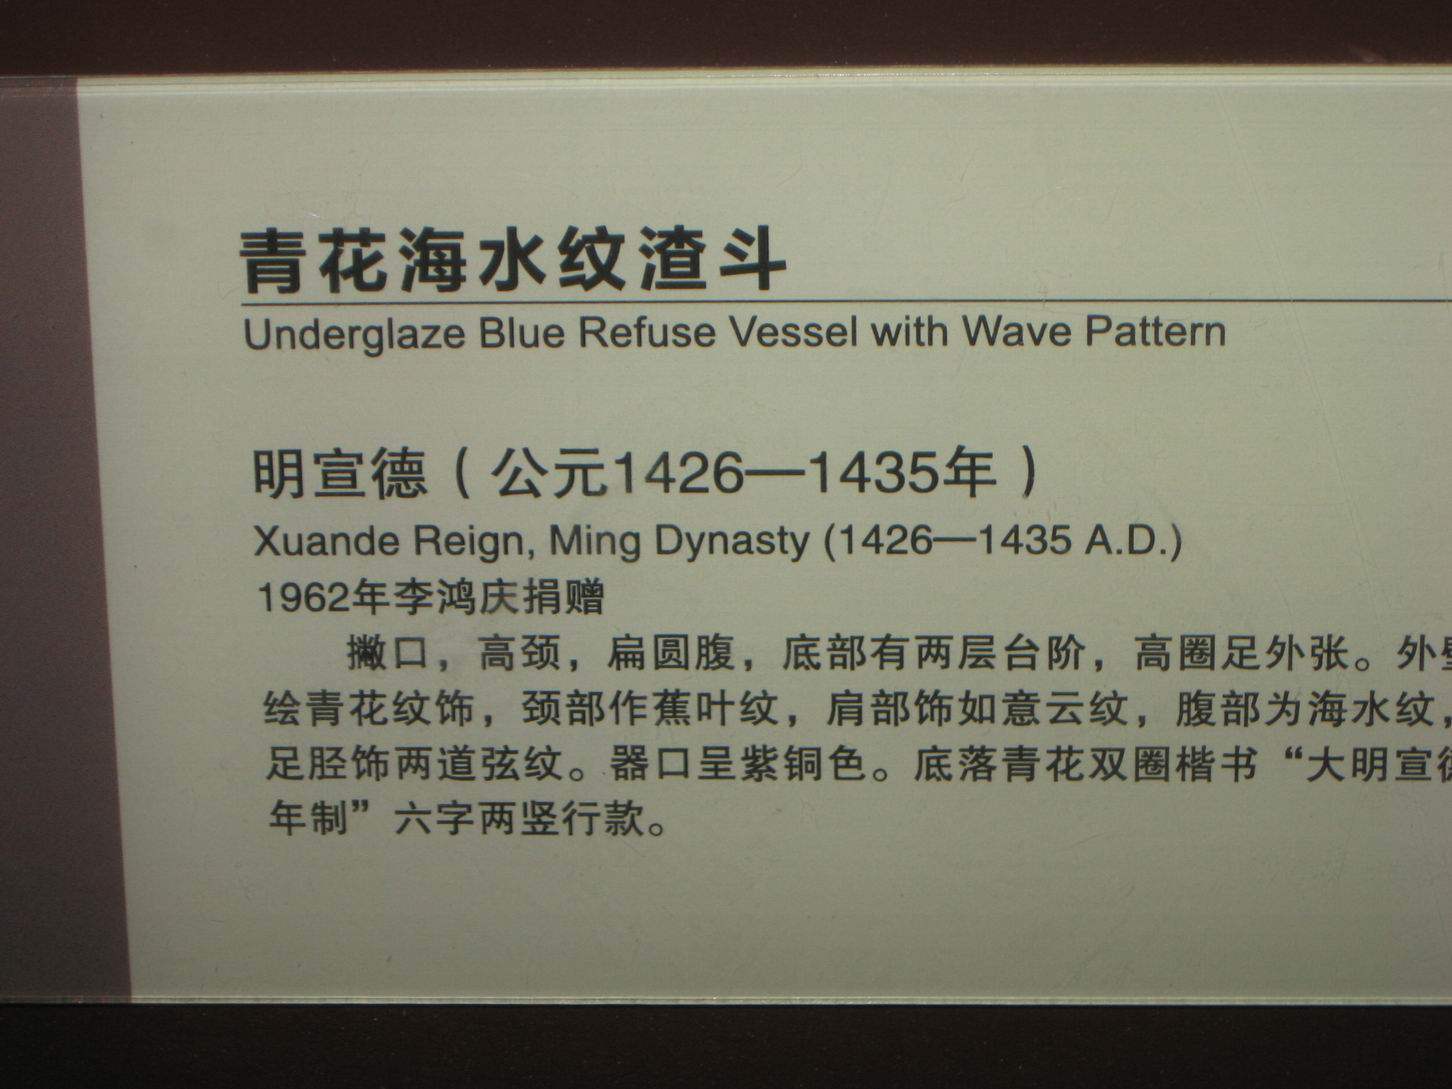 青花海水纹渣斗
Underglaze Blue Refuse Vessel with Wave Pattern
明宣德（公元1426—1435年）
Xuande Reign, Ming Dynasty (1426—1435 A.D.)
1962年李鸿庆捐赠
撇口，高颈，扁圆腹，底部有两层台阶，高圈足外张。外壁
绘青花纹饰，颈部作蕉叶纹，肩部饰如意云纹，腹部为海水纹，
足胫饰两道弦纹。器口呈紫铜色。底落青花双圈楷书“大明宣德
年制”六字两竖行款。